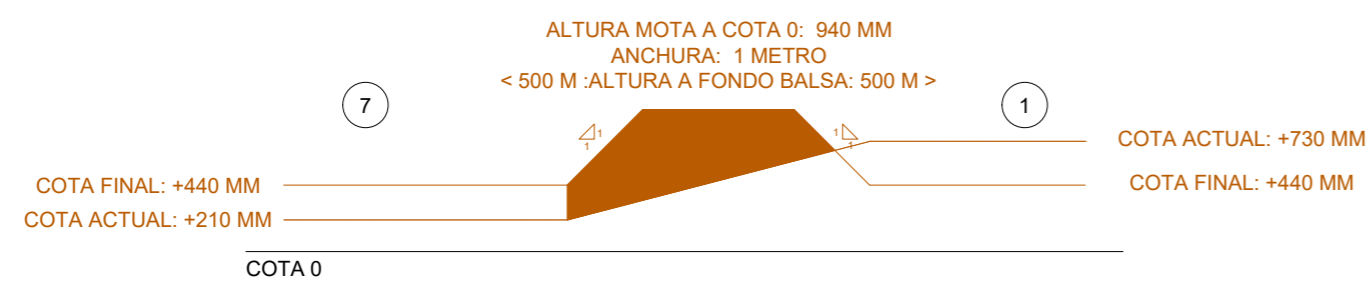 ALTURA MOTA A COTA 0: 940 MM
ANCHURA: 1 METRO
< 500 M :ALTURA A FONDO BALSA: 500 M >
7
1
1
1
1
1
COTA ACTUAL: +730 MM
COTA FINAL: +440 MM
COTA FINAL: +440 MM
COTA ACTUAL: +210 MM
COTA 0